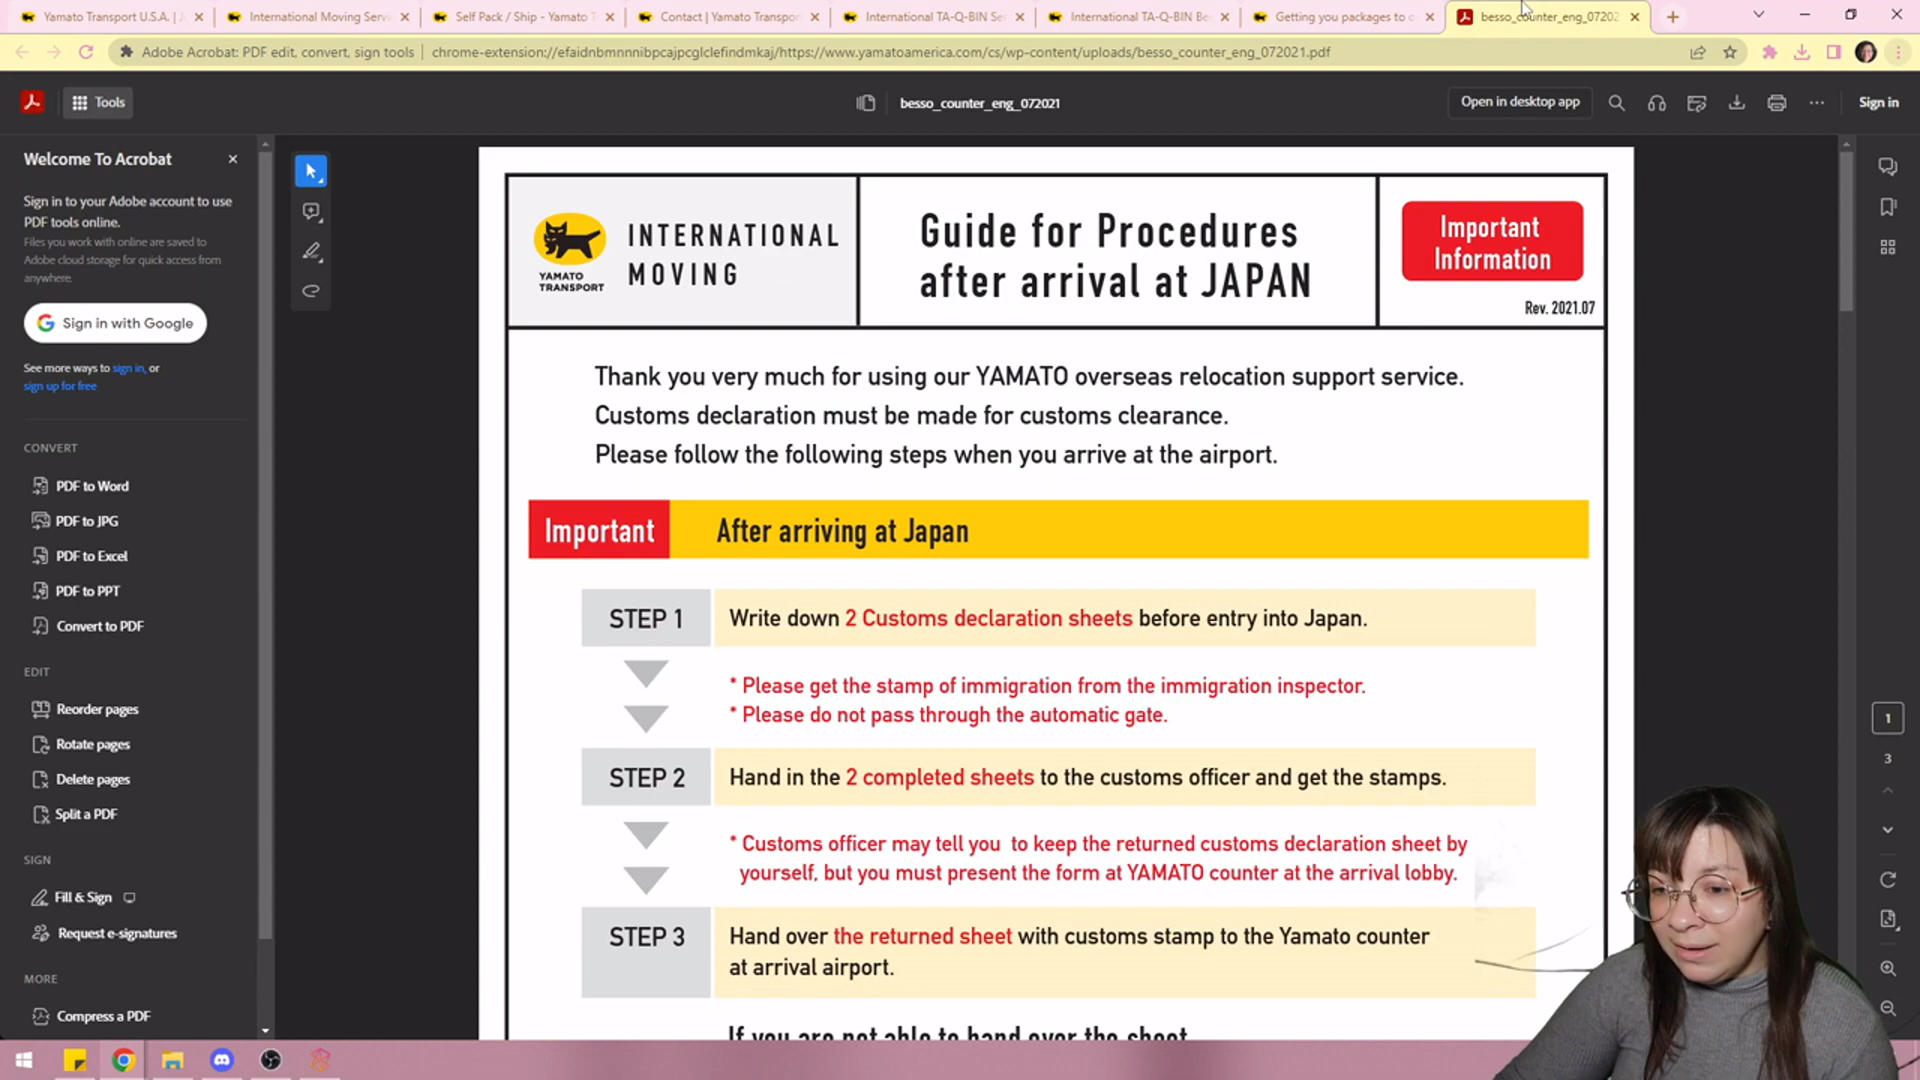 Yamato Transport U.S.A. | J
International Moving Servi
Self Pack / Ship - Yamato T
Contact | Yamato Transpor
International TA-Q-BIN Se
International TA-Q-BIN Be
Getting you packages to o
besso_counter_eng_0720
Adobe Acrobat: PDF edit, convert, sign tools
chrome-extension://efaidnbmnnnibpcajpcglclefindmkaj/https://www.yamatoamerica.com/cs/wp-content/uploads/besso_counter_eng_072021.pdf
Tools
besso_counter_eng_072021
Open in desktop app
Sign in
Welcome To Acrobat
Sign in to your Adobe account to use
PDF tools online.
Files you work with online are saved to
Adobe cloud storage for quick access from
anywhere.
Sign in with Google
See more ways to sign in, or
sign up for free
CONVERT
PDF to Word
PDF to JPG
PDF to Excel
PDF to PPT
Convert to PDF
EDIT
Reorder pages
Rotate pages
Delete pages
Split a PDF
SIGN
Fill & Sign
Request e-signatures
MORE
Compress a PDF
YAMATO
TRANSPORT
INTERNATIONAL
MOVING
Guide for Procedures
after arrival at JAPAN
Important
Information
Rev. 2021.07
Thank you very much for using our YAMATO overseas relocation support service.
Customs declaration must be made for customs clearance.
Please follow the following steps when you arrive at the airport.
Important After arriving at Japan
STEP 1 Write down 2 Customs declaration sheets before entry into Japan.
* Please get the stamp of immigration from the immigration inspector.
* Please do not pass through the automatic gate.
STEP 2 Hand in the 2 completed sheets to the customs officer and get the stamps.
* Customs officer may tell you to keep the returned customs declaration sheet by
yourself, but you must present the form at YAMATO counter at the arrival lobby.
STEP 3 Hand over the returned sheet with customs stamp to the Yamato counter
at arrival airport.
If you are not able to hand over the sheet
1
3